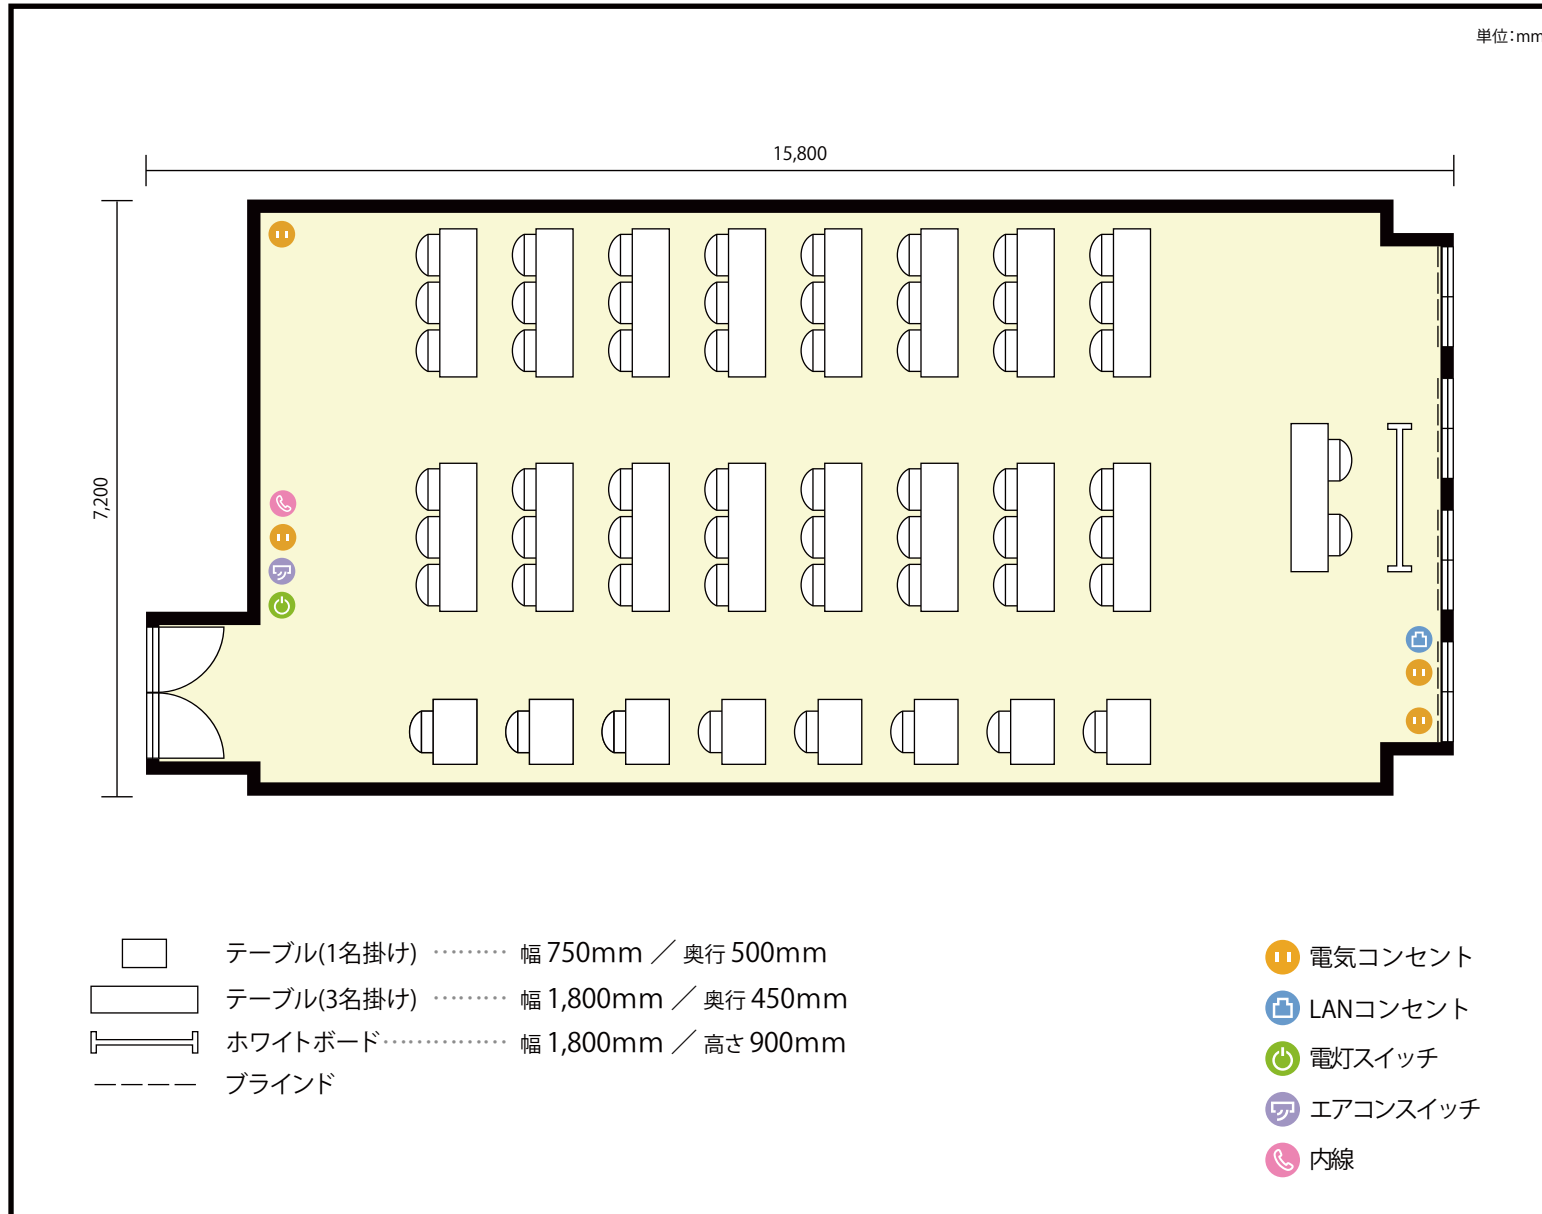 単位:mm
15,800
7,200
テーブル(1名掛け) ……… 幅 750mm ／ 奥行 500mm
テーブル(3名掛け) ……… 幅 1,800mm ／ 奥行 450mm
ホワイトボード…………… 幅 1,800mm ／ 高さ 900mm
ブラインド
電気コンセント
LANコンセント
電灯スイッチ
エアコンスイッチ
内線